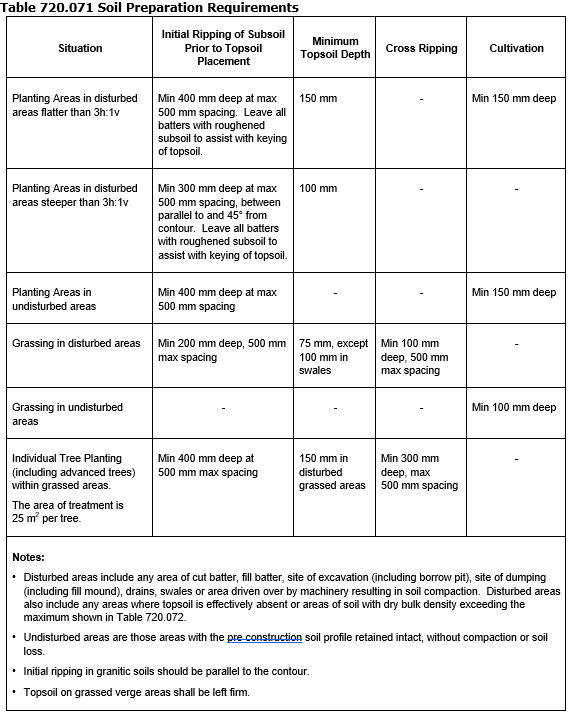 Table 720.071 Soil Preparation Requirements
Situation
Initial Ripping of Subsoil
Prior to Topsoil
Placement
Minimum
Topsoil Depth
Cross Ripping
Cultivation
Planting Areas in disturbed
areas flatter than 3h:1v
Min 400 mm deep at max
500 mm spacing. Leave all
batters with roughened
subsoil to assist with keying
of topsoil.
150 mm
-
Min 150 mm deep
Planting Areas in disturbed
areas steeper than 3h:1v
Min 300 mm deep at max
500 mm spacing, between
parallel to and 45° from
contour. Leave all batters
with roughened subsoil to
assist with keying of topsoil.
100 mm
-
-
Planting Areas in
undisturbed areas
Min 400 mm deep at max
500 mm spacing
-
-
Min 150 mm deep
Grassing in disturbed areas
Min 200 mm deep, 500 mm
max spacing
75 mm, except
100 mm in
swales
Min 100 mm
deep, 500 mm
max spacing
-
Grassing in undisturbed
areas
-
-
-
Min 100 mm deep
Individual Tree Planting
(including advanced trees)
within grassed areas.
The area of treatment is
25 m² per tree.
Min 400 mm deep at
500 mm max spacing
150 mm in
disturbed
grassed areas
Min 300 mm
deep, max
500 mm spacing
-
Notes:
• Disturbed areas include any area of cut batter, fill batter, site of excavation (including borrow pit), site of dumping
(including fill mound), drains, swales or area driven over by machinery resulting in soil compaction. Disturbed areas
also include any areas where topsoil is effectively absent or areas of soil with dry bulk density exceeding the
maximum shown in Table 720.072.
• Undisturbed areas are those areas with the pre construction soil profile retained intact, without compaction or soil
loss.
• Initial ripping in granitic soils should be parallel to the contour.
• Topsoil on grassed verge areas shall be left firm.